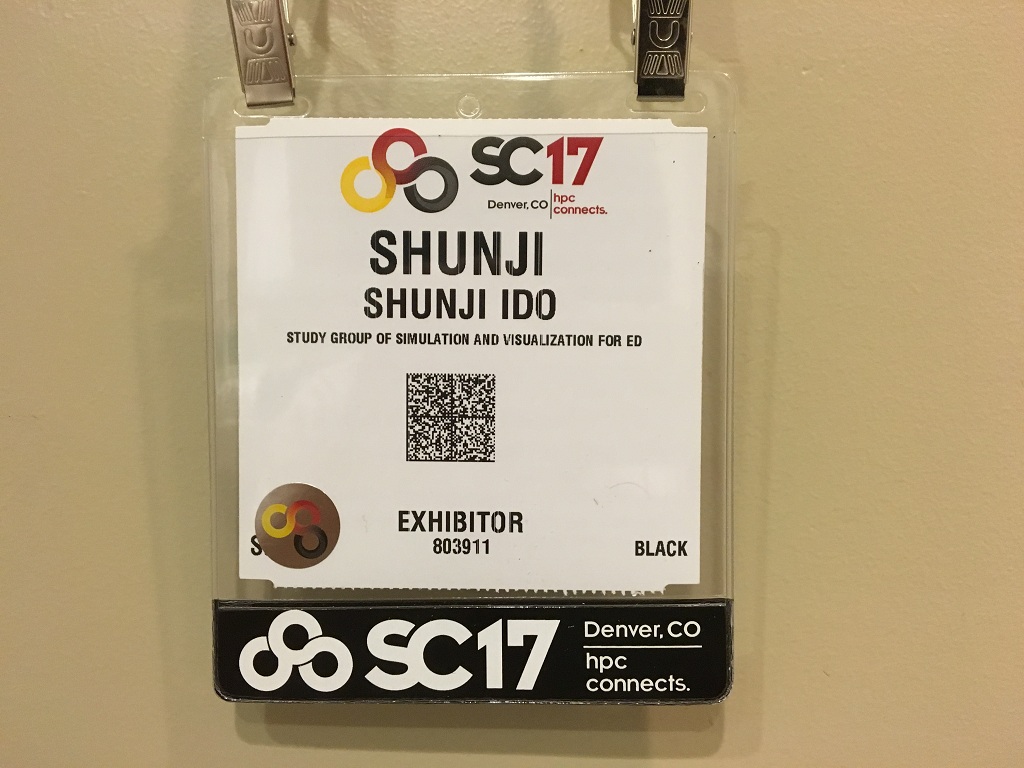 SC17
Denver, CO
hpc
connects.
SHUNJI
SHUNJI IDO
STUDY GROUP OF SIMULATION AND VISUALIZATION FOR ED
EXHIBITOR
803911
BLACK
SC17
Denver, CO
hpc
connects.